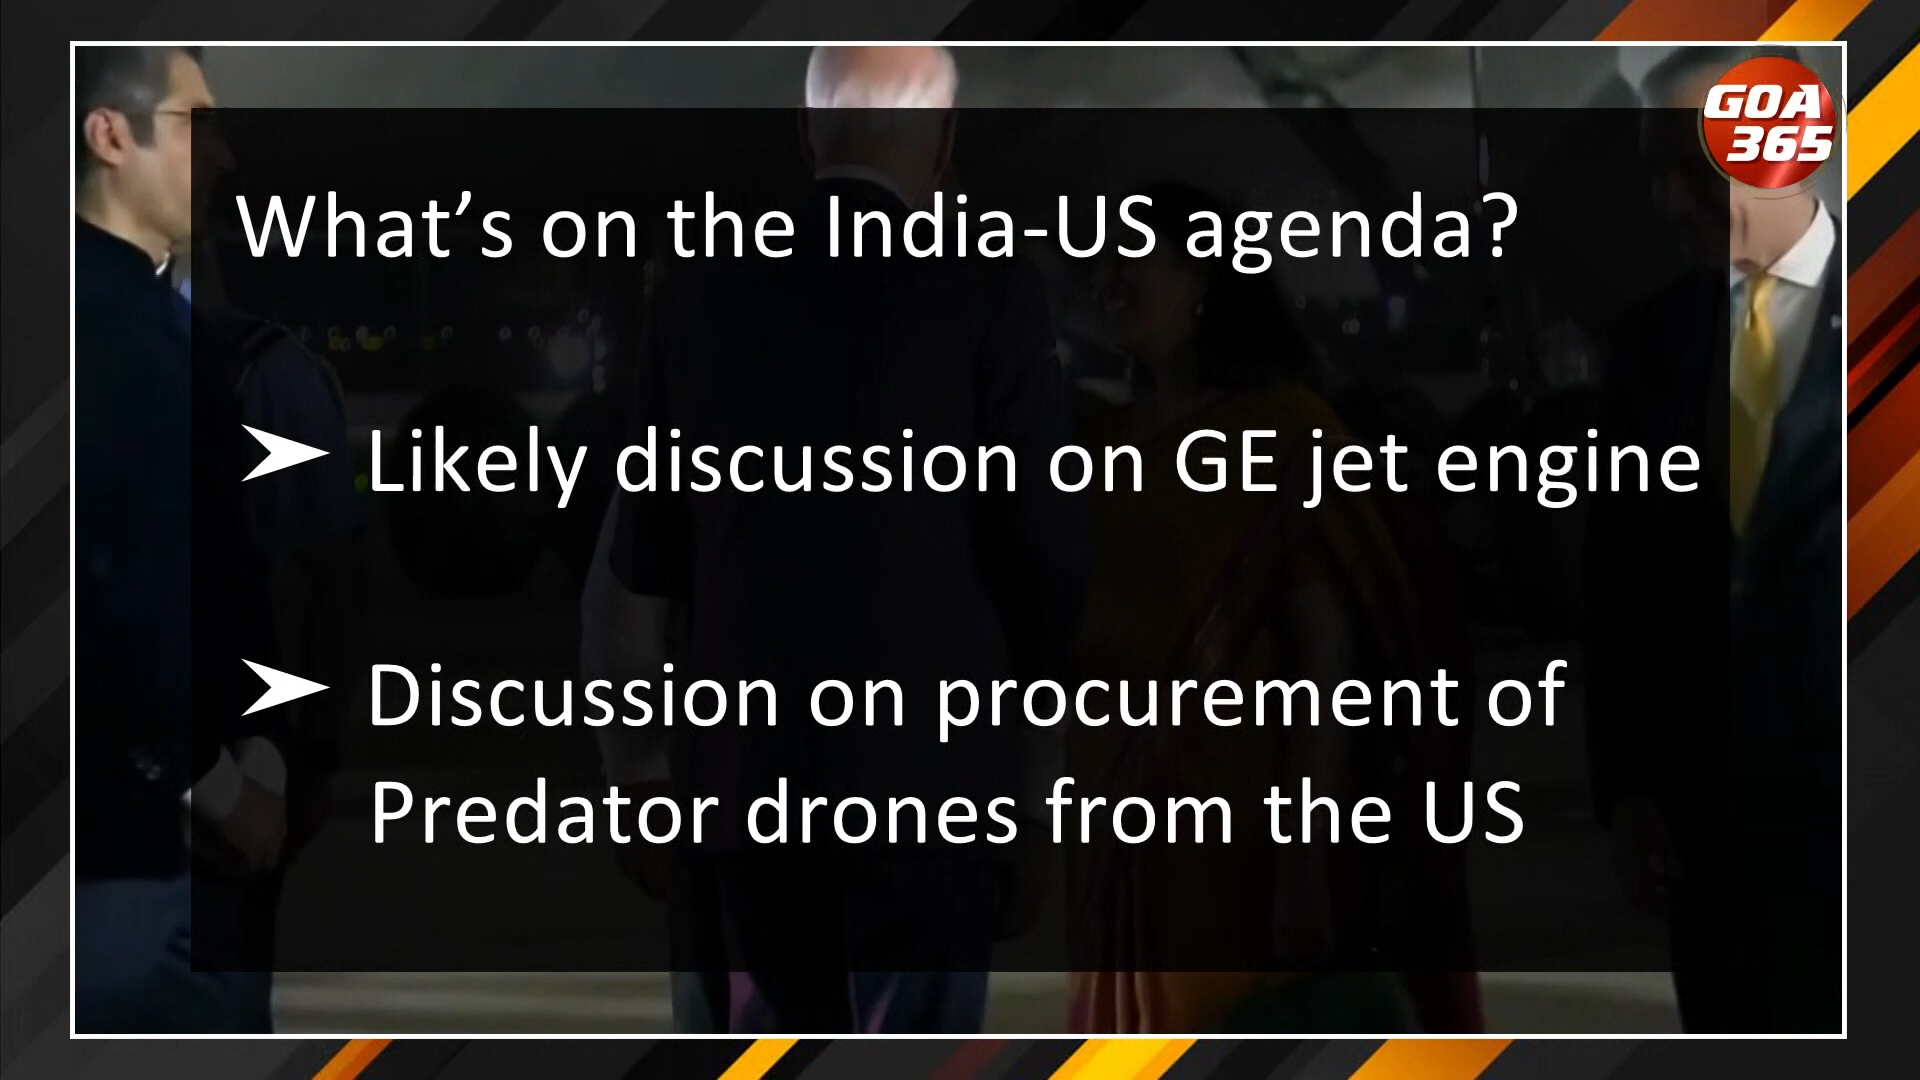 GOA
365
What’s on the India-US agenda?
➤ Likely discussion on GE jet engine
➤ Discussion on procurement of
Predator drones from the US